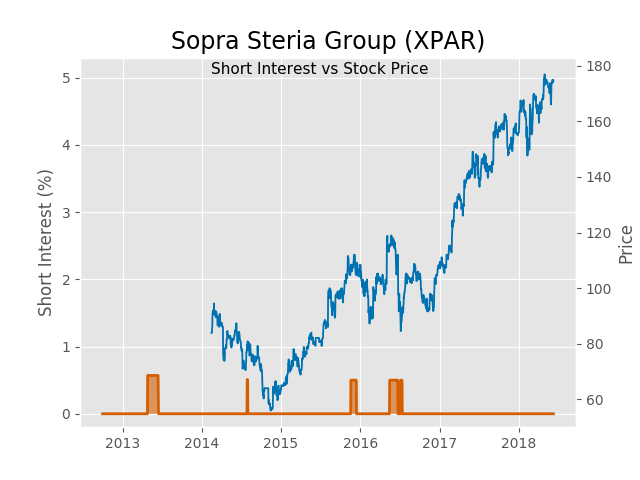 Sopra Steria Group (XPAR)
Short Interest vs Stock Price
Short Interest (%)
5
4
3
2
1
0
180
160
140
120
100
80
60
Price
2013 2014 2015 2016 2017 2018